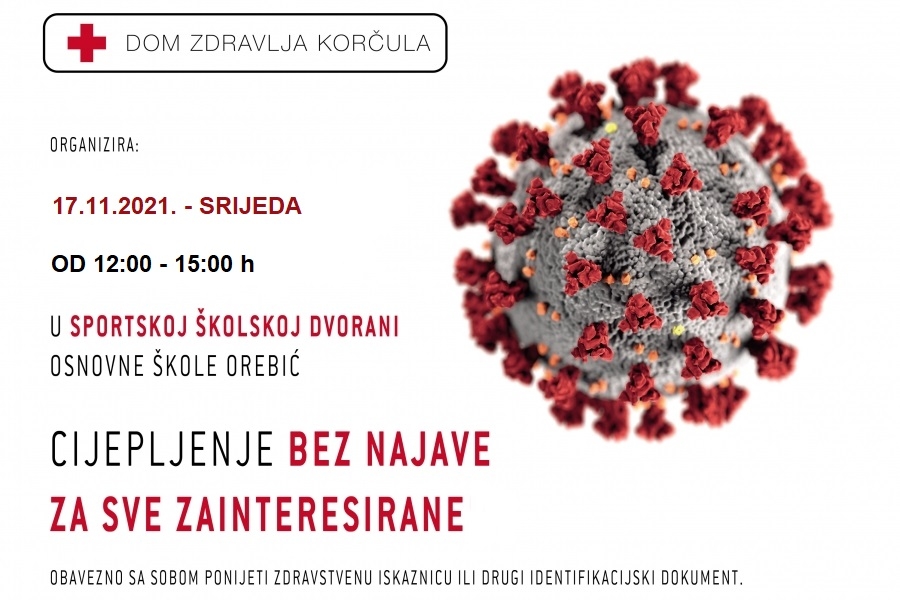 DOM ZDRAVLJA KORČULA
ORGANIZIRA:
17.11.2021. - SRIJEDA
OD 12:00 - 15:00 h
U SPORTSKOJ ŠKOLSKOJ DVORANI
OSNOVNE ŠKOLE OREBIĆ
CIJEPLJENJE BEZ NAJAVE
ZA SVE ZAINTERESIRANE
OBAVEZNO SA SOBOM PONIJETI ZDRAVSTVENU ISKAZNICU ILI DRUGI IDENTIFIKACIJSKI DOKUMENT.